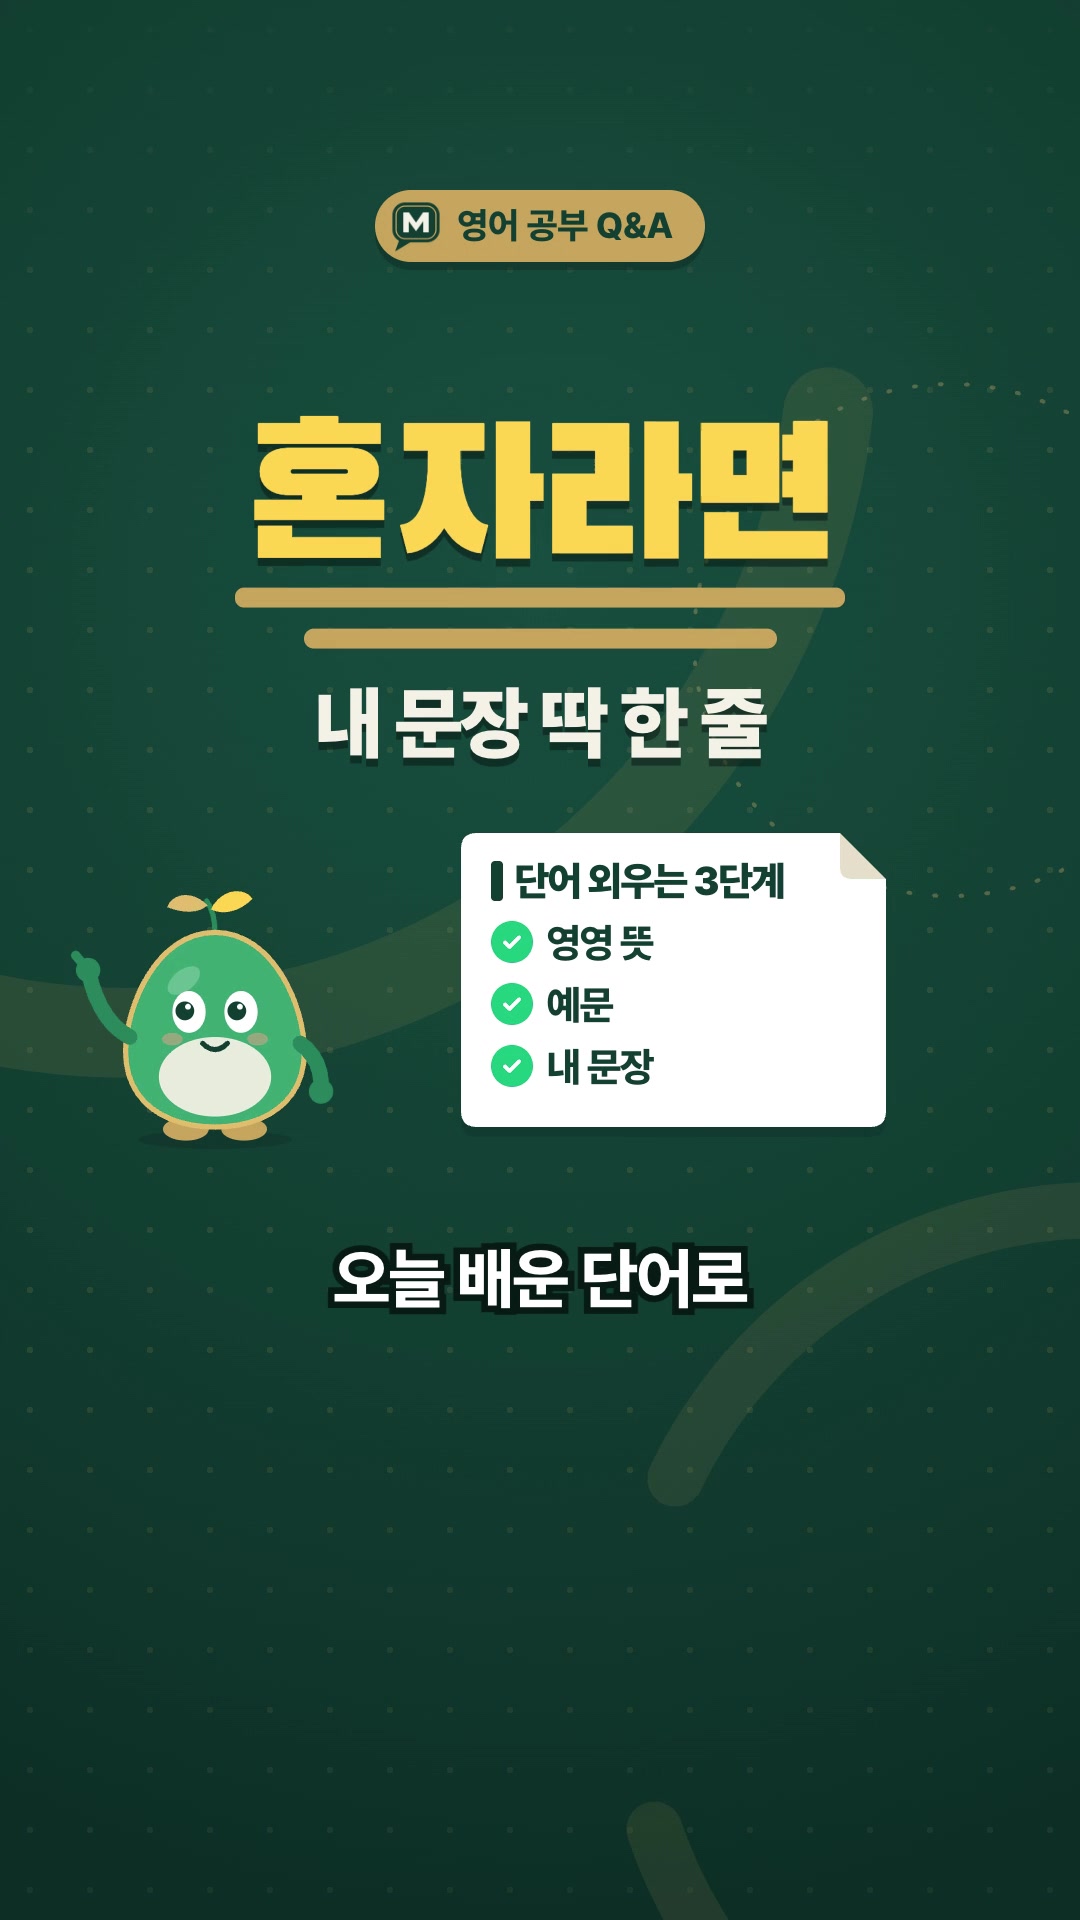 M 영어 공부 Q&A
혼자라면
내 문장 딱 한 줄
단어 외우는 3단계
영영 뜻
예문
내 문장
오늘 배운 단어로